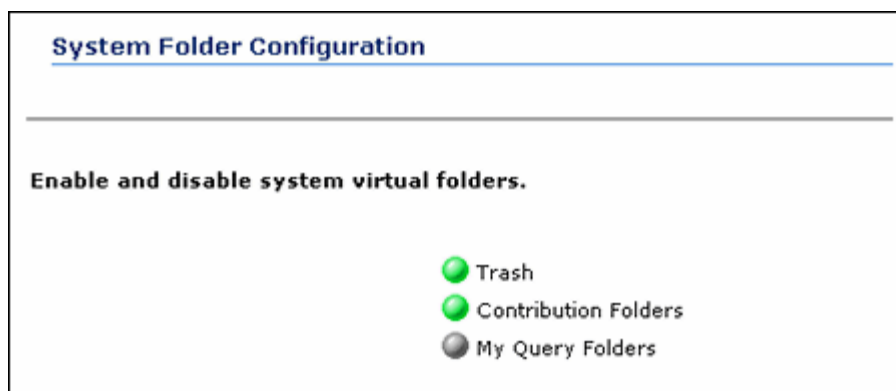 System Folder Configuration
Enable and disable system virtual folders.
Trash
Contribution Folders
My Query Folders